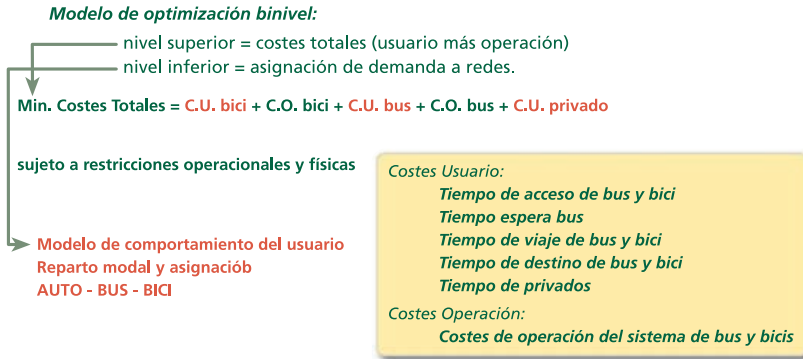 Modelo de optimización binivel:
nivel superior = costes totales (usuario más operación)
nivel inferior = asignación de demanda a redes.
Min. Costes Totales = C.U. bici + C.O. bici + C.U. bus + C.O. bus + C.U. privado
sujeto a restricciones operacionales y físicas
Modelo de comportamiento del usuario
Reparto modal y asignaciób
AUTO - BUS - BICI
Costes Usuario:
Tiempo de acceso de bus y bici
Tiempo espera bus
Tiempo de viaje de bus y bici
Tiempo de destino de bus y bici
Tiempo de privados
Costes Operación:
Costes de operación del sistema de bus y bicis